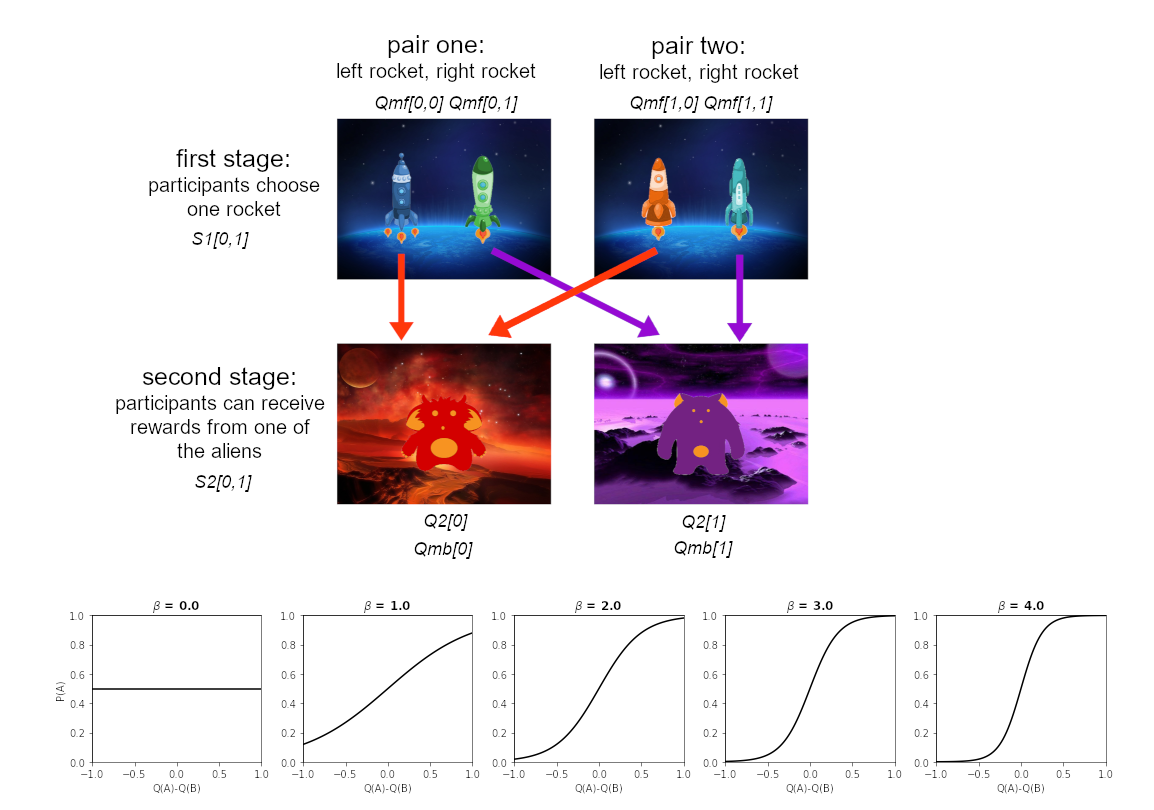 pair one:
left rocket, right rocket
Qmf[0,0] Qmf[0,1]
pair two:
left rocket, right rocket
Qmf[1,0] Qmf[1,1]
first stage:
participants choose
one rocket
S1[0,1]
second stage:
participants can receive
rewards from one of
the aliens
S2[0,1]
Q2[0]
Qmb[0]
Q2[1]
Qmb[1]
β = 0.0
1.0
0.8
0.6
0.4
0.2
0.0
P(A)
−1.0 −0.5 0.0 0.5 1.0
Q(A)-Q(B)
β = 1.0
1.0
0.8
0.6
0.4
0.2
0.0
−1.0 −0.5 0.0 0.5 1.0
Q(A)-Q(B)
β = 2.0
1.0
0.8
0.6
0.4
0.2
0.0
−1.0 −0.5 0.0 0.5 1.0
Q(A)-Q(B)
β = 3.0
1.0
0.8
0.6
0.4
0.2
0.0
−1.0 −0.5 0.0 0.5 1.0
Q(A)-Q(B)
β = 4.0
1.0
0.8
0.6
0.4
0.2
0.0
−1.0 −0.5 0.0 0.5 1.0
Q(A)-Q(B)